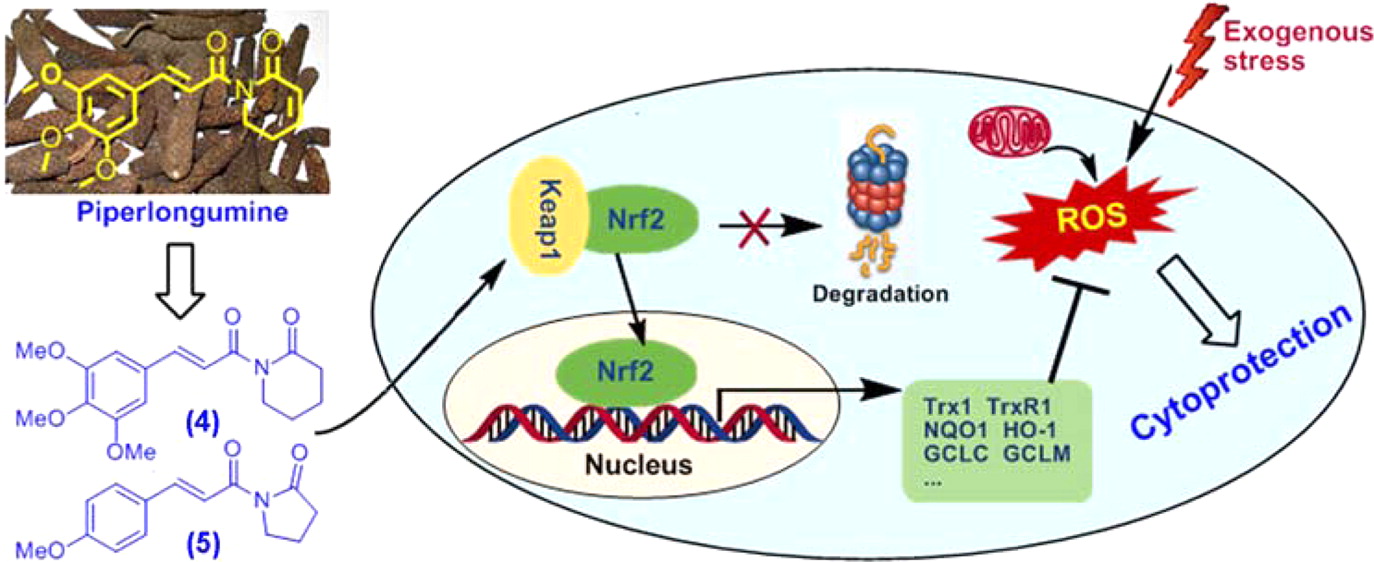 Piperlongumine
O
O
O
O
O
N
MeO
MeO
OMe
O
O
N
(4)
MeO
O
O
N
(5)
Keap1
Nrf2
Degradation
Exogenous
stress
ROS
Nrf2
Nucleus
Trx1 TrxR1
NQO1 HO-1
GCLC GCLM
...
Cytoprotection